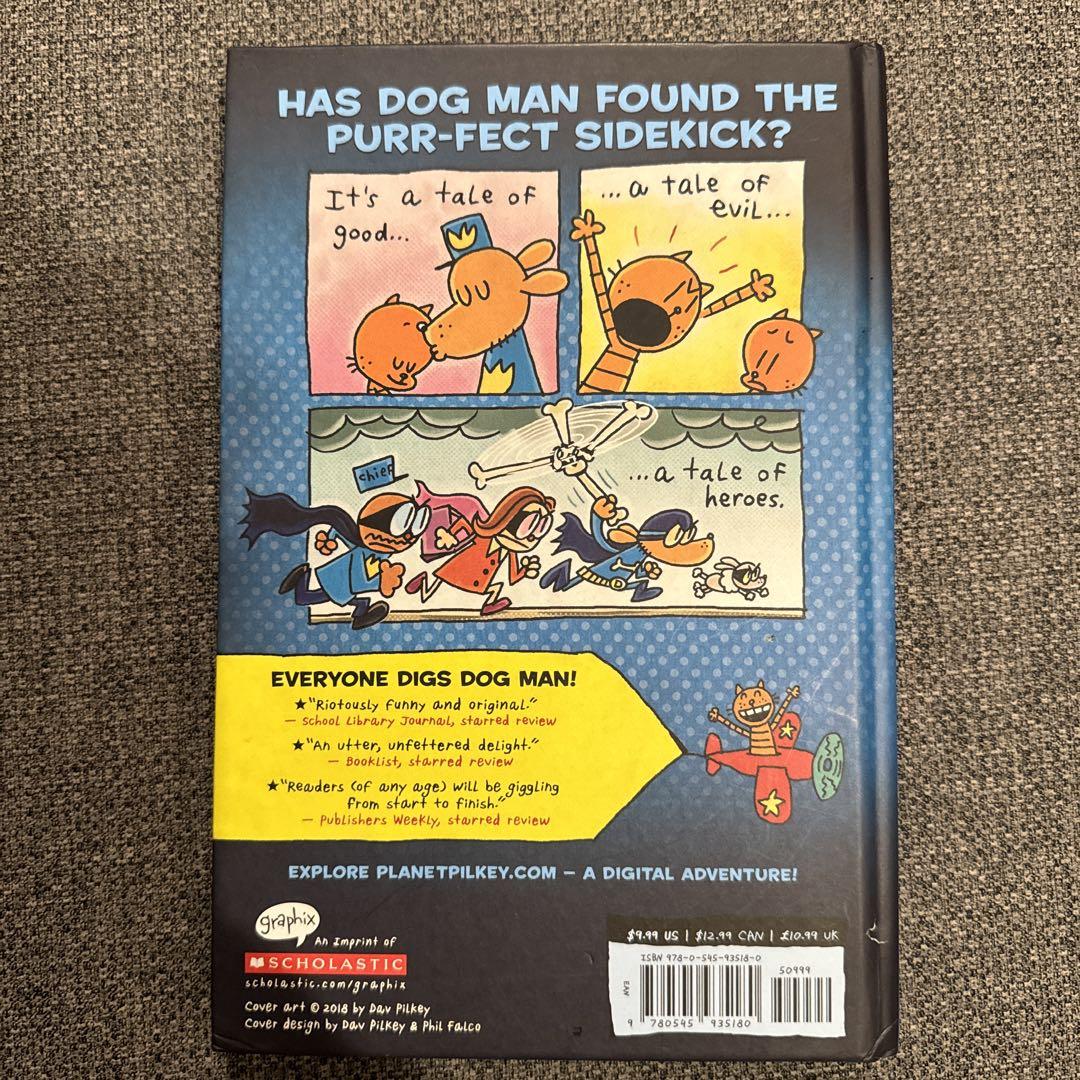 HAS DOG MAN FOUND THE
PURR-FECT SIDEKICK?
It's a tale of
good...
...a tale of
evil...
chief
...a tale of
heroes.
EVERYONE DIGS DOG MAN!
★"Riotously funny and original."
— School Library Journal, starred review
★"An utter, unfettered delight."
— Booklist, starred review
★"Readers (of any age) will be giggling
from start to finish."
— Publishers Weekly, starred review
EXPLORE PLANETPILKEY.COM — A DIGITAL ADVENTURE!
graphix
An Imprint of
SCHOLASTIC
scholastic.com/graphix
Cover art © 2018 by Dav Pilkey
Cover design by Dav Pilkey & Phil Falco
$9.99 US | $12.99 CAN | £10.99 UK
ISBN 978-0-545-93518-0
50999
EAN
9 780545 935180